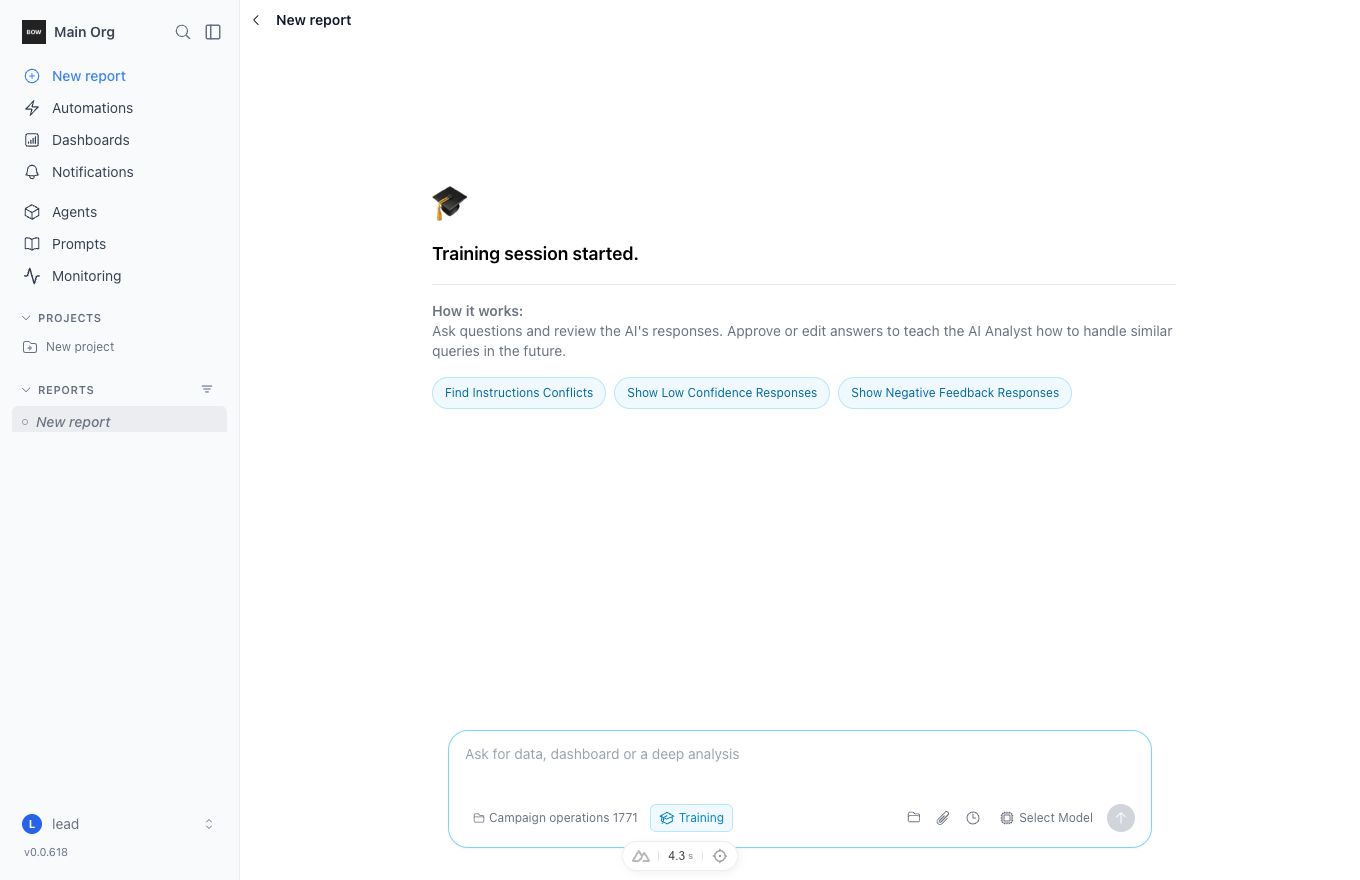 BOW
Main Org
New report
Automations
Dashboards
Notifications
Agents
Prompts
Monitoring
PROJECTS
New project
REPORTS
New report
L
lead
v0.0.618
New report
Training session started.
How it works:
Ask questions and review the AI's responses. Approve or edit answers to teach the AI Analyst how to handle similar
queries in the future.
Find Instructions Conflicts
Show Low Confidence Responses
Show Negative Feedback Responses
Ask for data, dashboard or a deep analysis
Campaign operations 1771
Training
Select Model
4.3 s